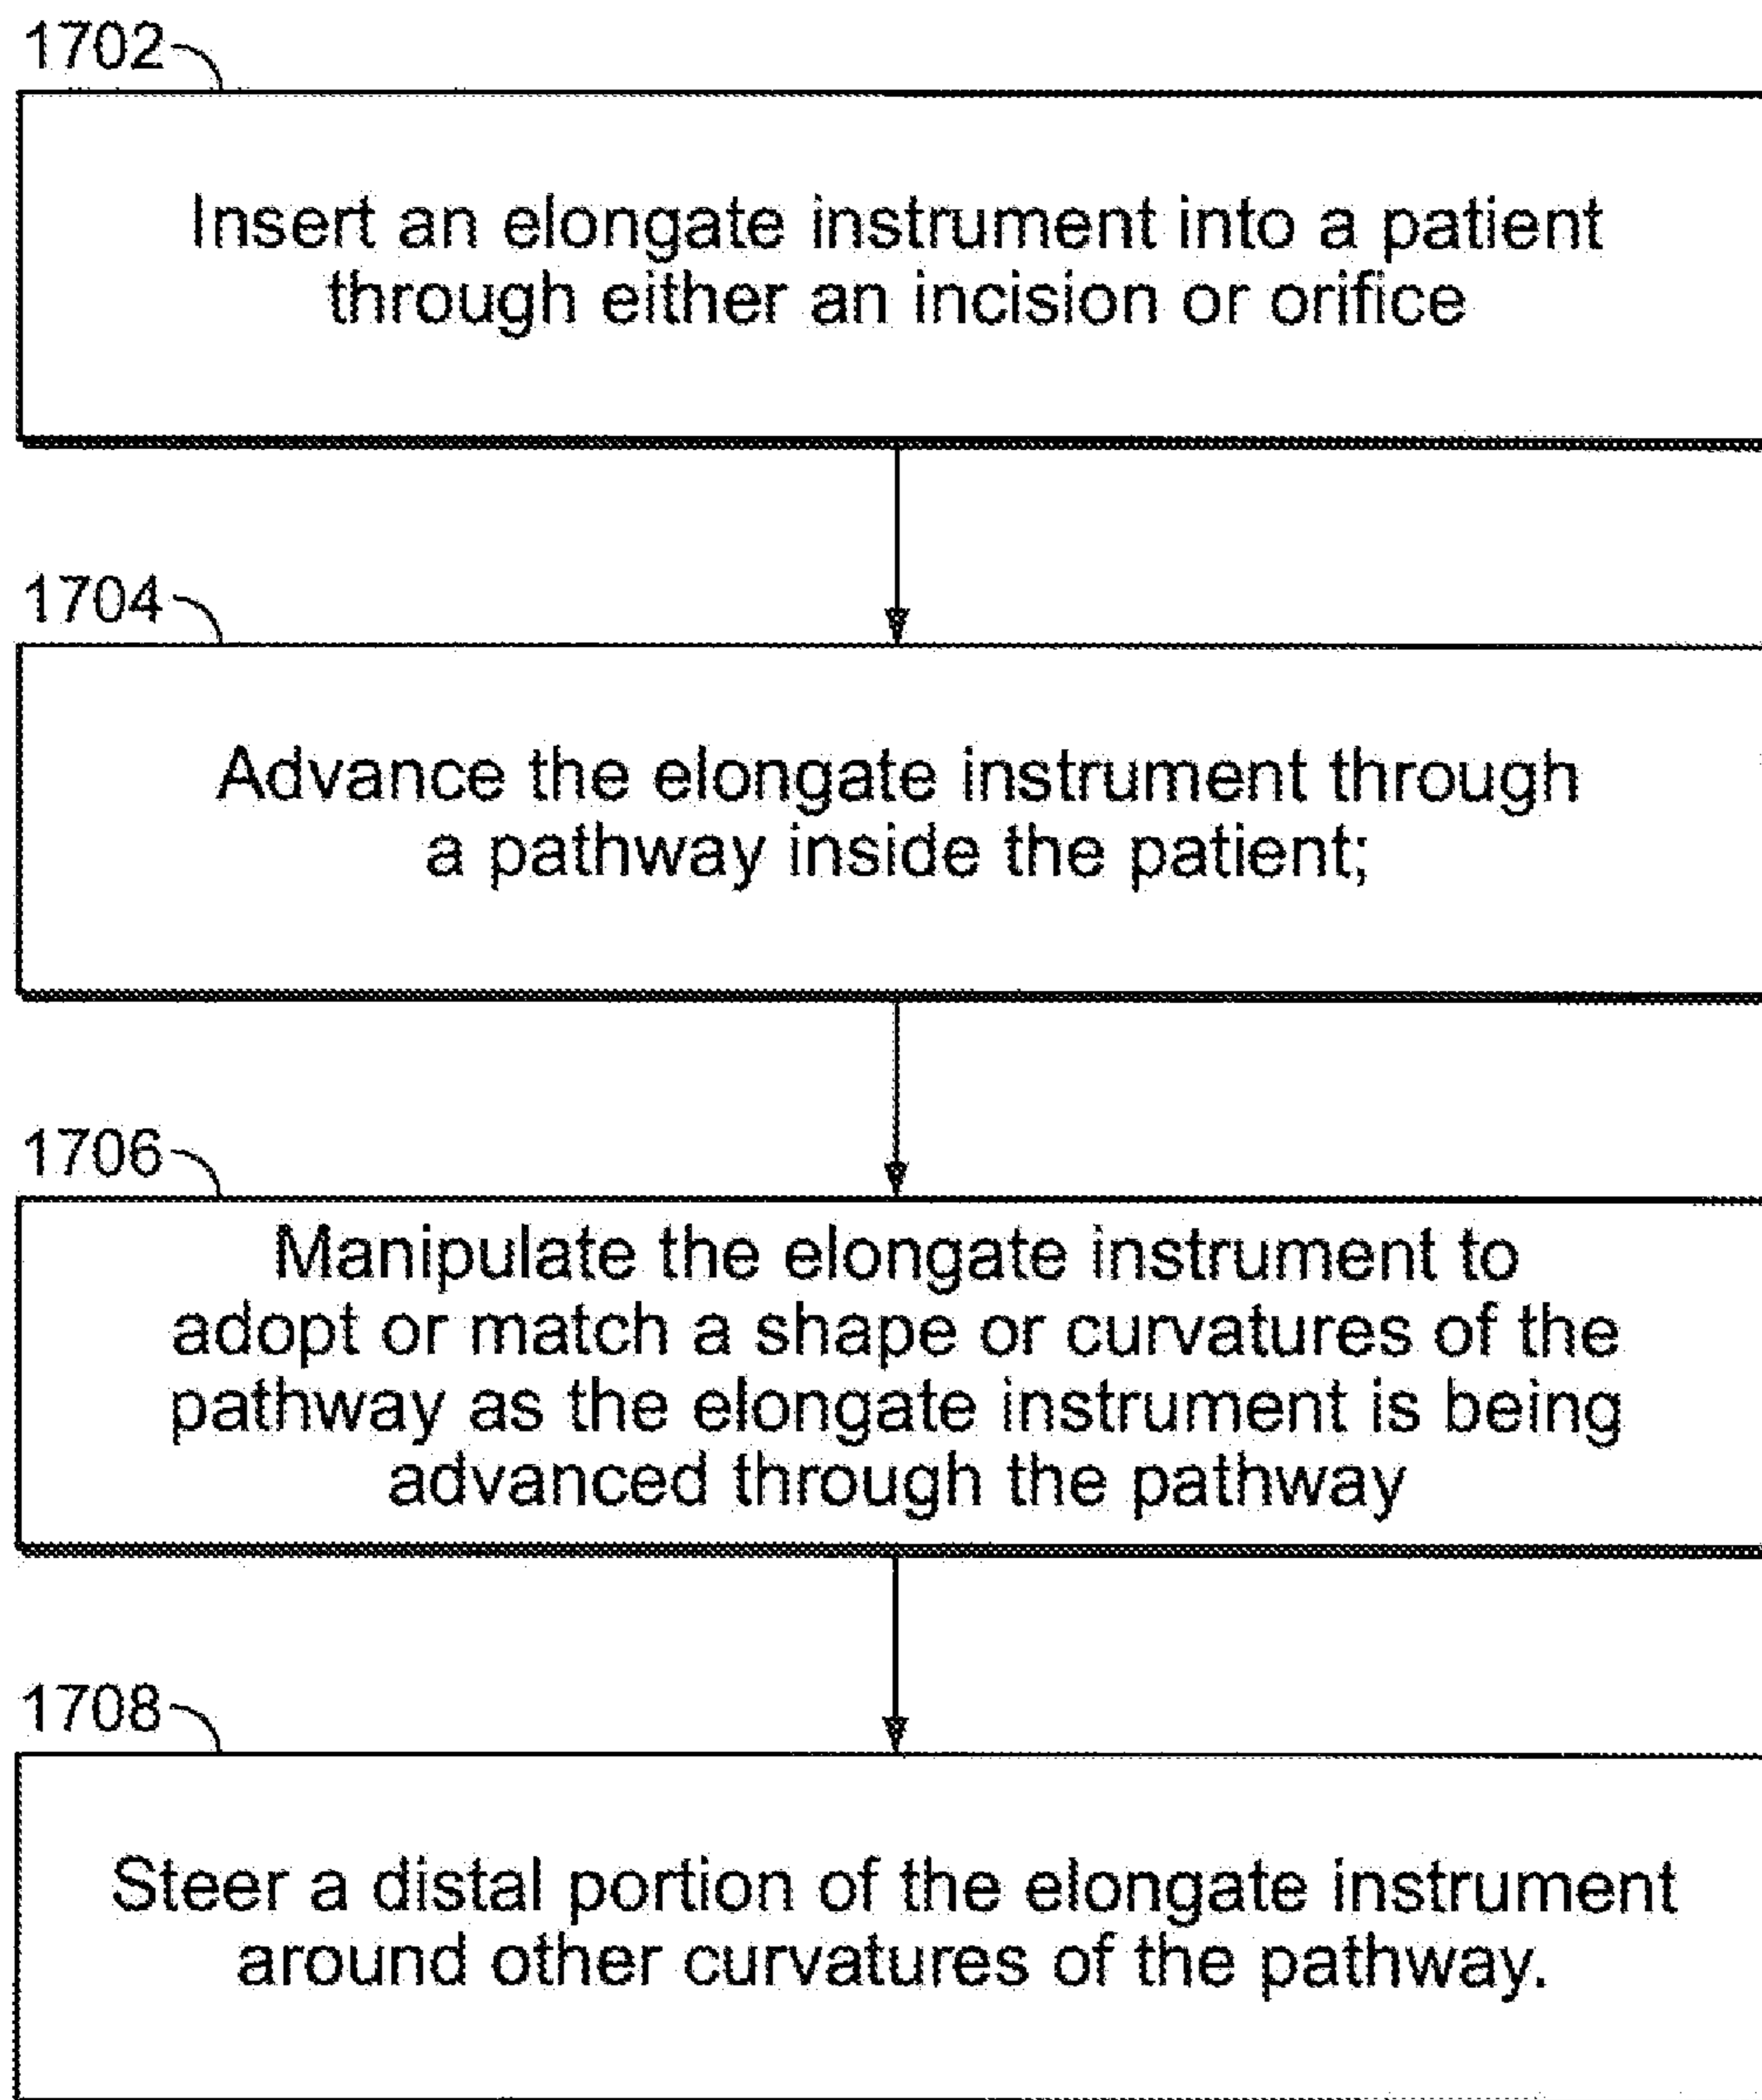 1702
Insert an elongate instrument into a patient
through either an incision or orifice
1704
Advance the elongate instrument through
a pathway inside the patient;
1706
Manipulate the elongate instrument to
adopt or match a shape or curvatures of the
pathway as the elongate instrument is being
advanced through the pathway
1708
Steer a distal portion of the elongate instrument
around other curvatures of the pathway.